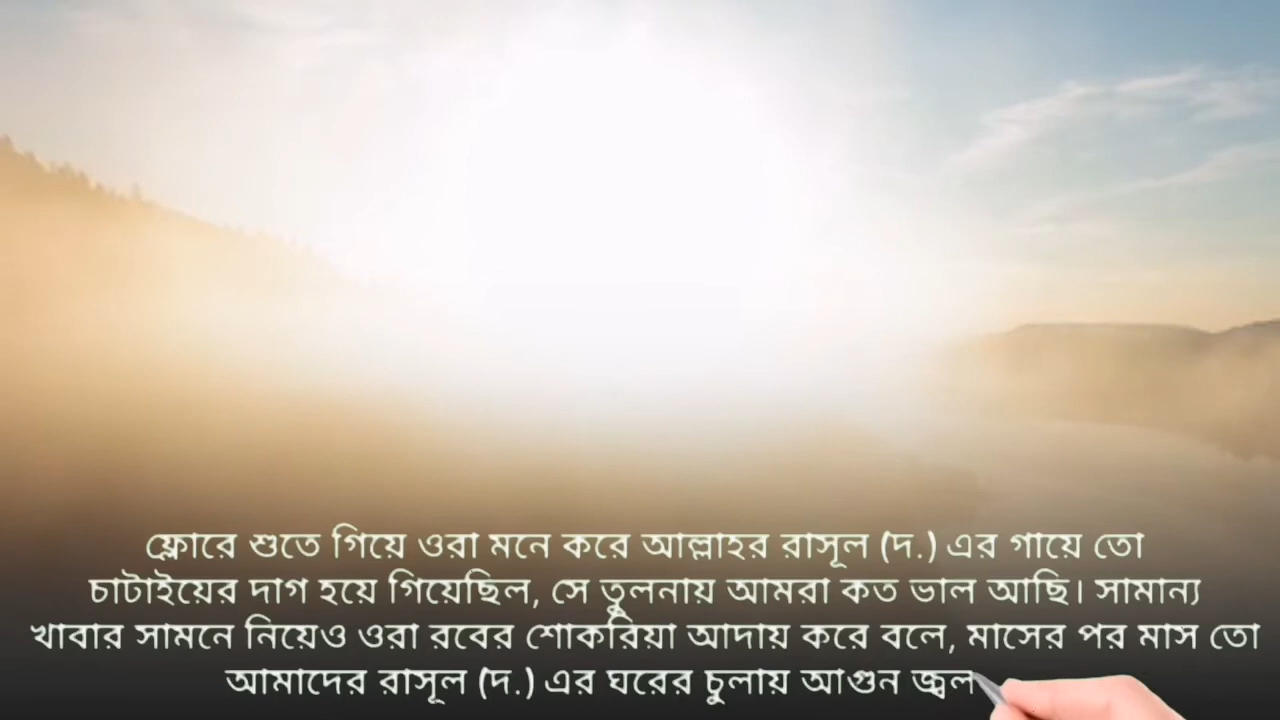 ফ্লোরে শুতে গিয়ে ওরা মনে করে আল্লাহর রাসূল (দ.) এর গায়ে তো
চাটাইয়ের দাগ হয়ে গিয়েছিল, সে তুলনায় আমরা কত ভাল আছি। সামান্য
খাবার সামনে নিয়েও ওরা রবের শোকরিয়া আদায় করে বলে, মাসের পর মাস তো
আমাদের রাসূল (দ.) এর ঘরের চুলায় আগুন জ্বল